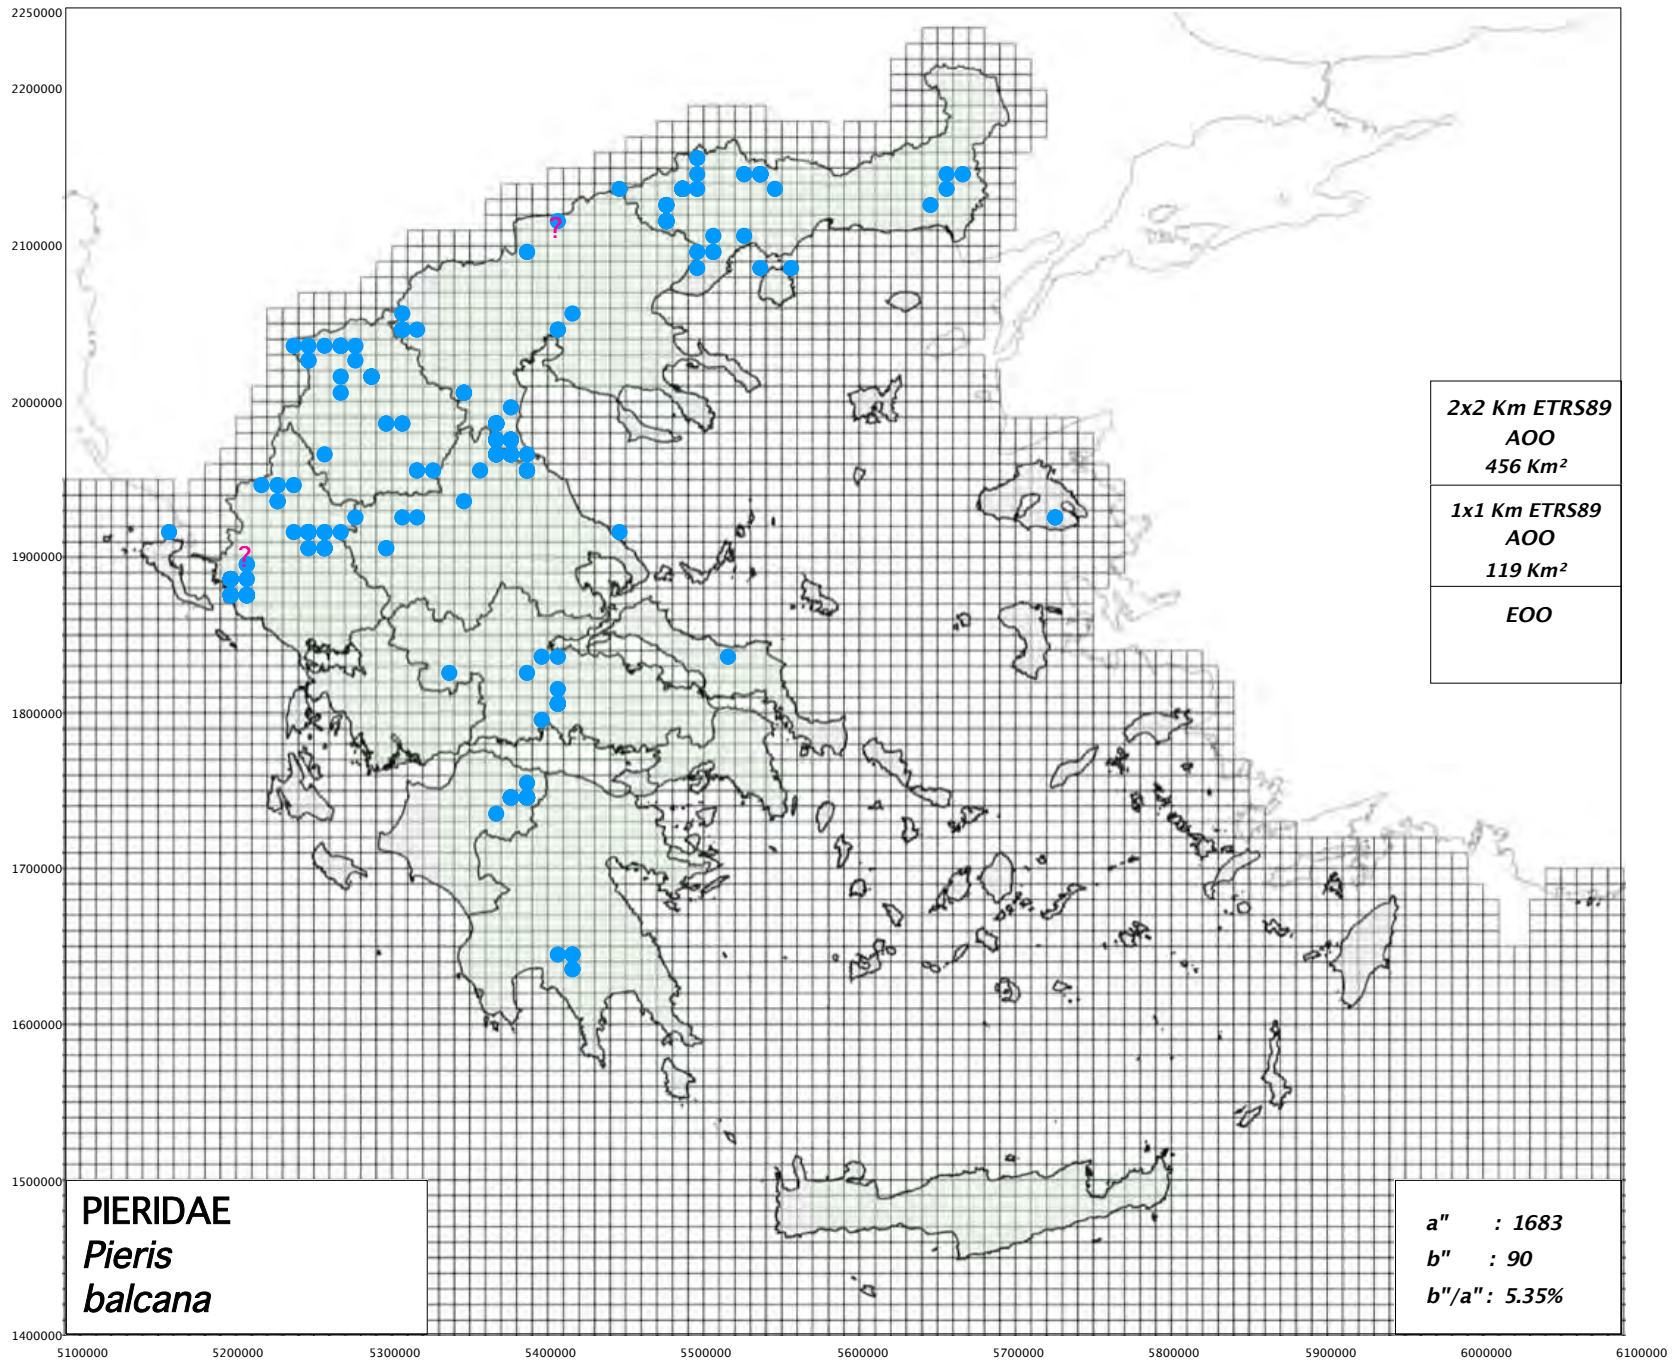 2250000
2200000
2100000
2000000
1900000
1800000
1700000
1600000
1500000
1400000
?
?
2x2 Km ETRS89
AOO
456 Km²
1x1 Km ETRS89
AOO
119 Km²
EOO
PIERIDAE
Pieris
balcana
a" : 1683
b" : 90
b"/a" : 5.35%
5100000 5200000 5300000 5400000 5500000 5600000 5700000 5800000 5900000 6000000 6100000